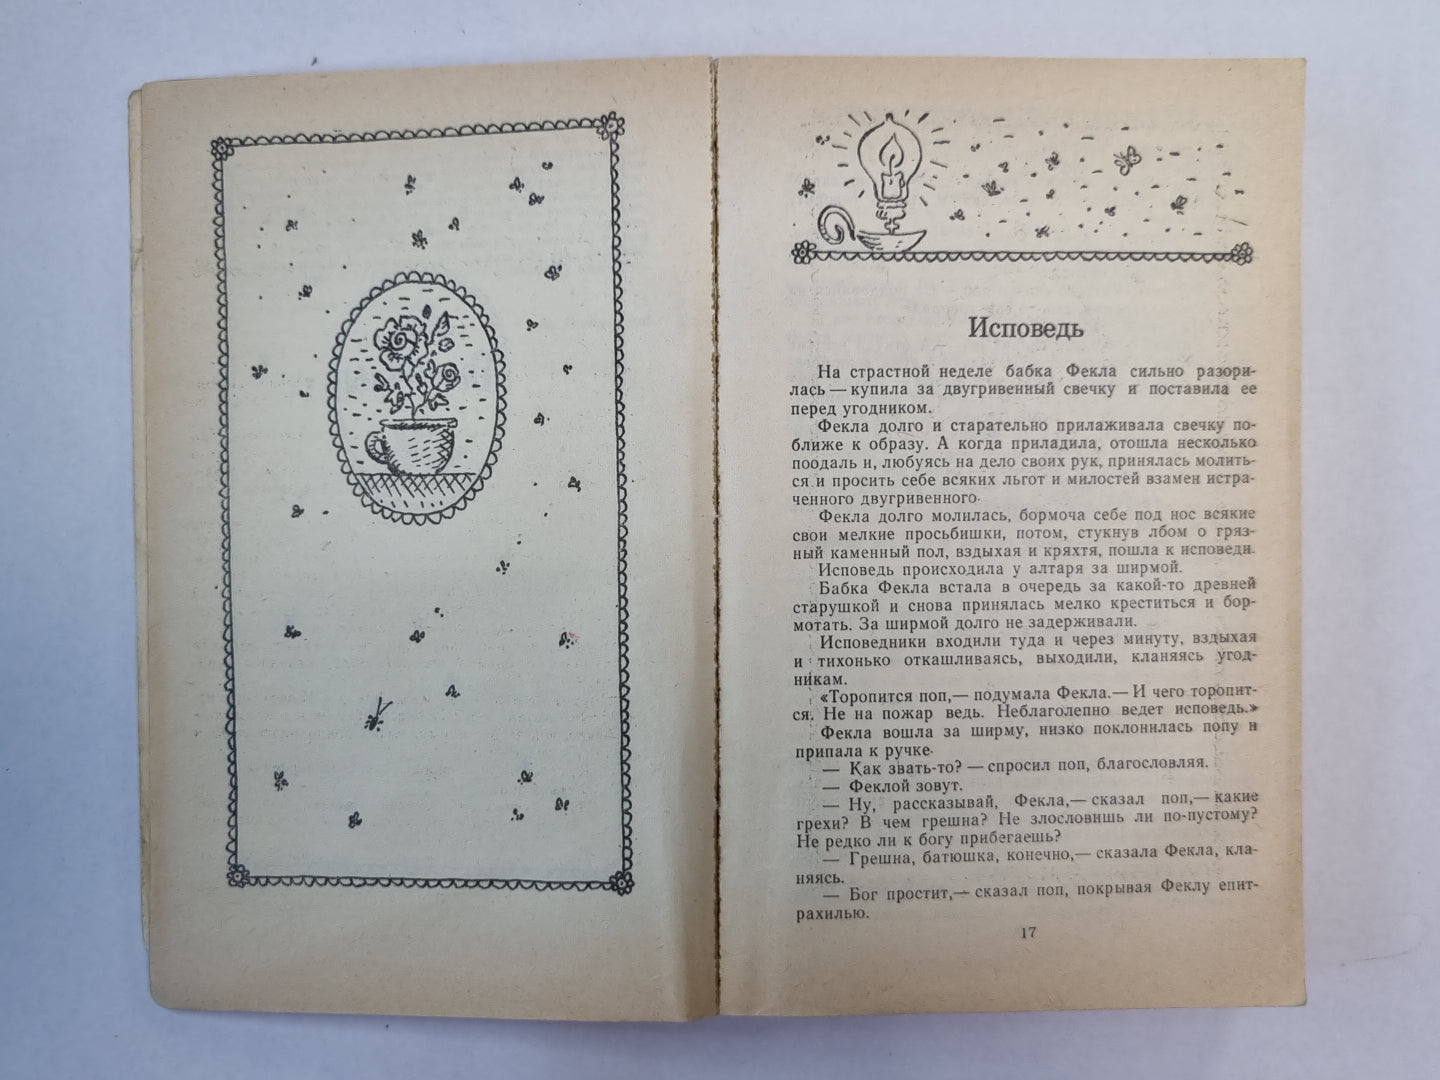 Исповедь
На страстной неделе бабка Фекла сильно разори-
лась — купила за двугривенный свечку и поставила ее
перед угодником.
Фекла долго и старательно прилаживала свечку по-
ближе к образу. А когда приладила, отошла несколько
поодаль и, любуясь на дело своих рук, принялась молить-
ся и просить себе всяких льгот и милостей взамен истра-
ченного двугривенного.
Фекла долго молилась, бормоча себе под нос всякие
свои мелкие просьбишки, потом, стукнув лбом о гряз-
ный каменный пол, вздыхая и кряхтя, пошла к исповеди.
Исповедь происходила у алтаря за ширмой.
Бабка Фекла встала в очередь за какой-то древней
старушкой и снова принялась мелко креститься и бор-
мотать. За ширмой долго не задерживали.
Исповедники входили туда и через минуту, вздыхая
и тихонько откашливаясь, выходили, кланяясь угод-
никам.
«Торопится поп,— подумала Фекла.— И чего торопит-
ся. Не на пожар ведь. Неблаголепно ведет исповедь.»
Фекла вошла за ширму, низко поклонилась попу и
припала к ручке.
— Как звать-то? — спросил поп, благословляя.
— Феклой зовут.
— Ну, рассказывай, Фекла,— сказал поп,— какие
грехи? В чем грешна? Не злословишь ли по-пустому?
Не редко ли к богу прибегаешь?
— Грешна, батюшка, конечно,— сказала Фекла, кла-
няясь.
— Бог простит,— сказал поп, покрывая Феклу епит-
рахилью.
17